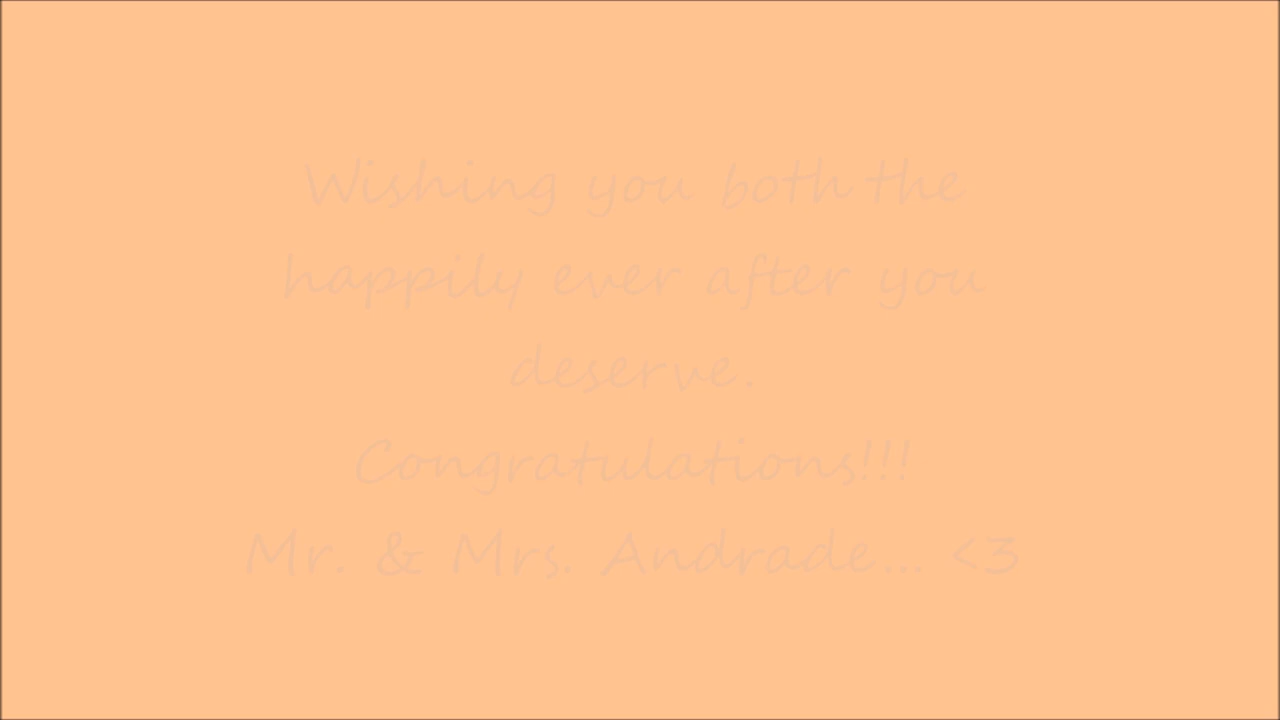 Wishing you both the
happily ever after you
deserve.
Congratulations!!!
Mr. & Mrs. Andrade... <3